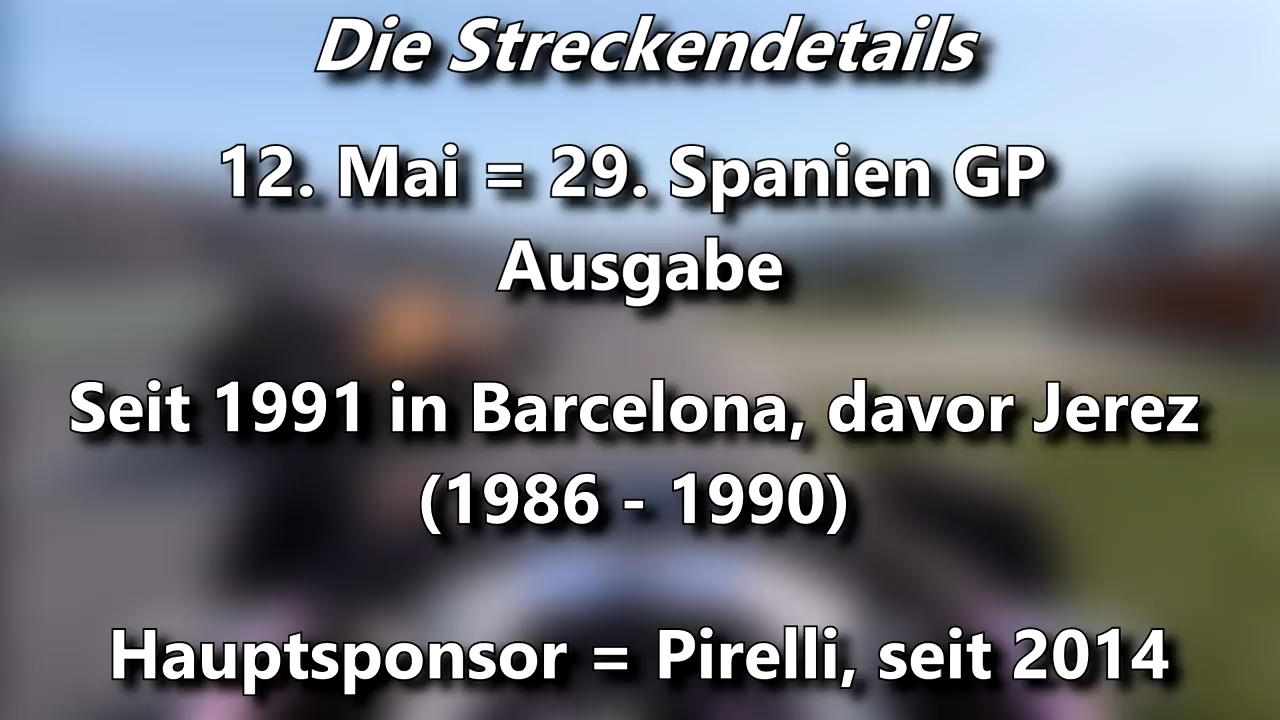 Die Streckendetails
12. Mai = 29. Spanien GP
Ausgabe
Seit 1991 in Barcelona, davor Jerez
(1986 - 1990)
Hauptsponsor = Pirelli, seit 2014